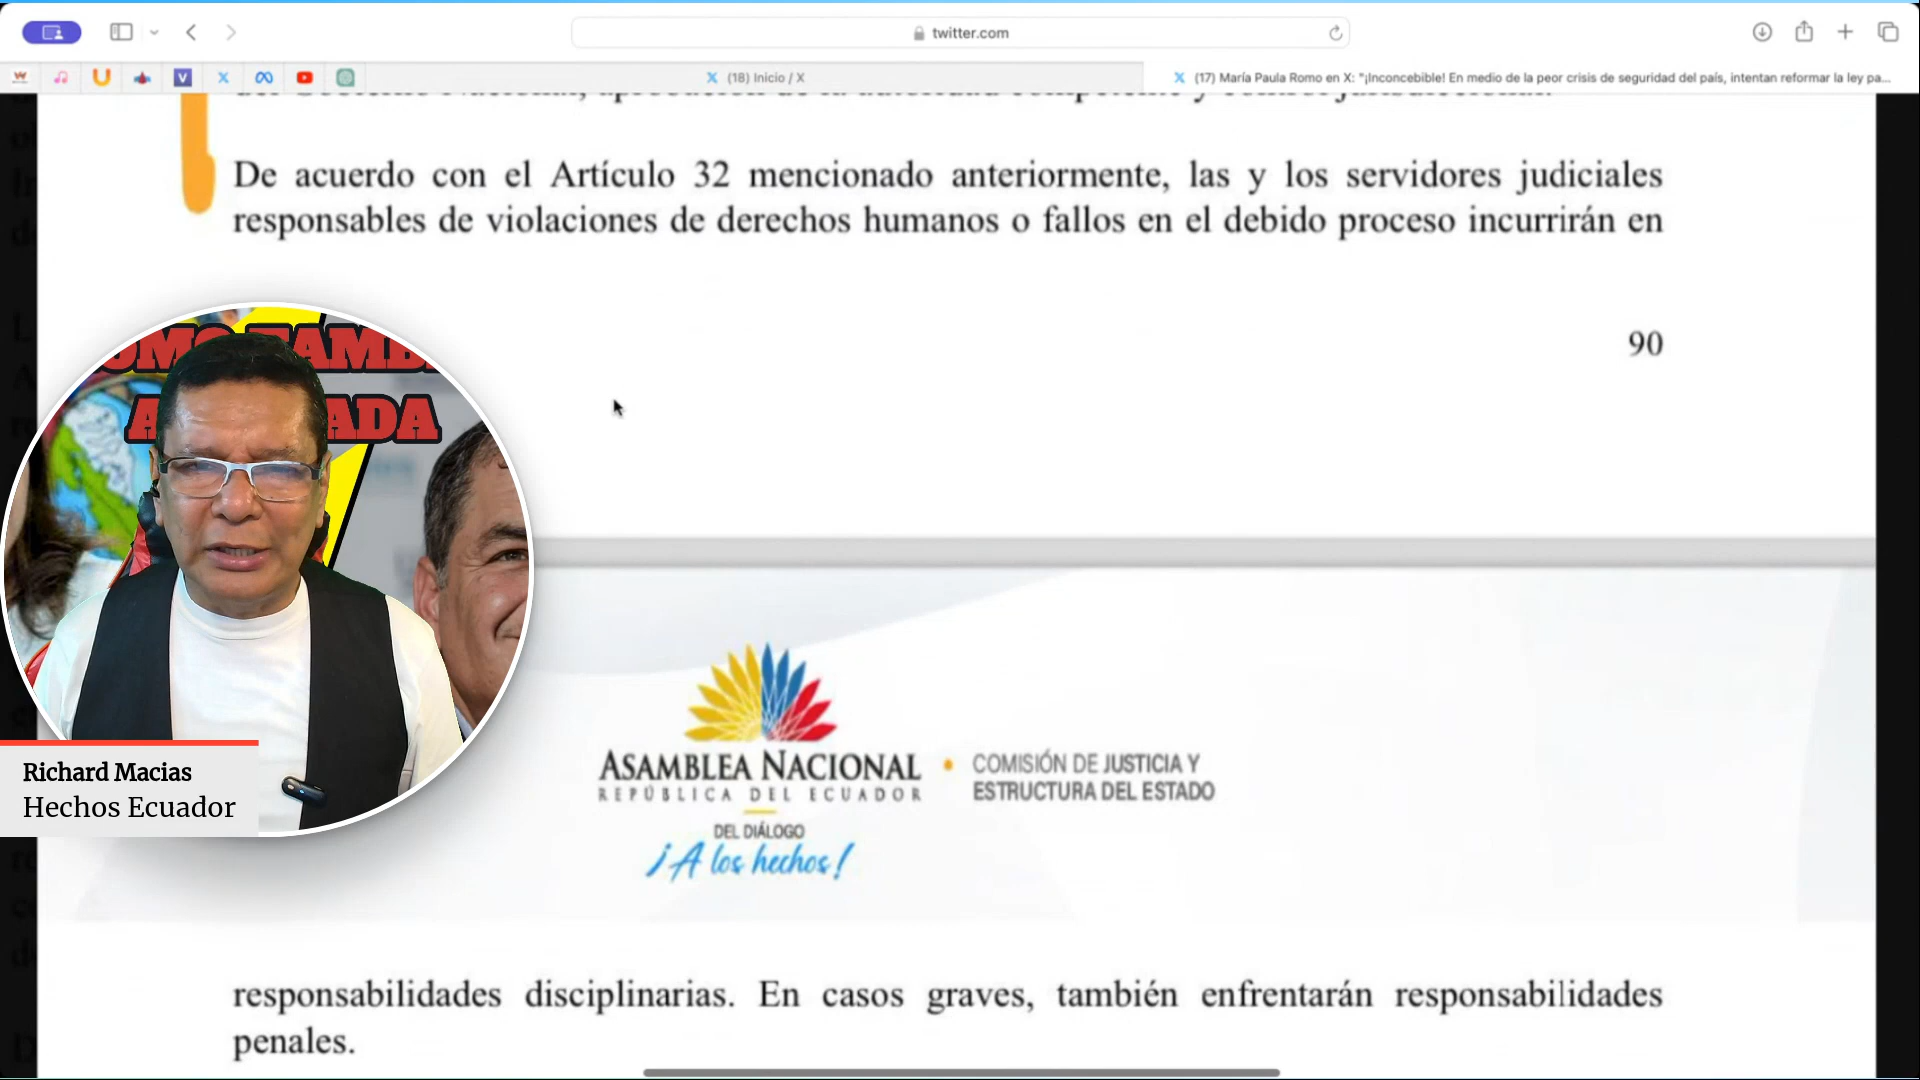 twitter.com
(18) Inicio / X
(17) María Paula Romo en X: "¡Inconcebible! En medio de la peor crisis de seguridad del país, intentan reformar la ley pa...
De acuerdo con el Artículo 32 mencionado anteriormente, las y los servidores judiciales
responsables de violaciones de derechos humanos o fallos en el debido proceso incurrirán en
90
ADA
Richard Macias
Hechos Ecuador
ASAMBLEA NACIONAL
REPÚBLICA DEL ECUADOR
COMISIÓN DE JUSTICIA Y
ESTRUCTURA DEL ESTADO
DEL DIÁLOGO
¡A los hechos!
responsabilidades disciplinarias. En casos graves, también enfrentarán responsabilidades
penales.